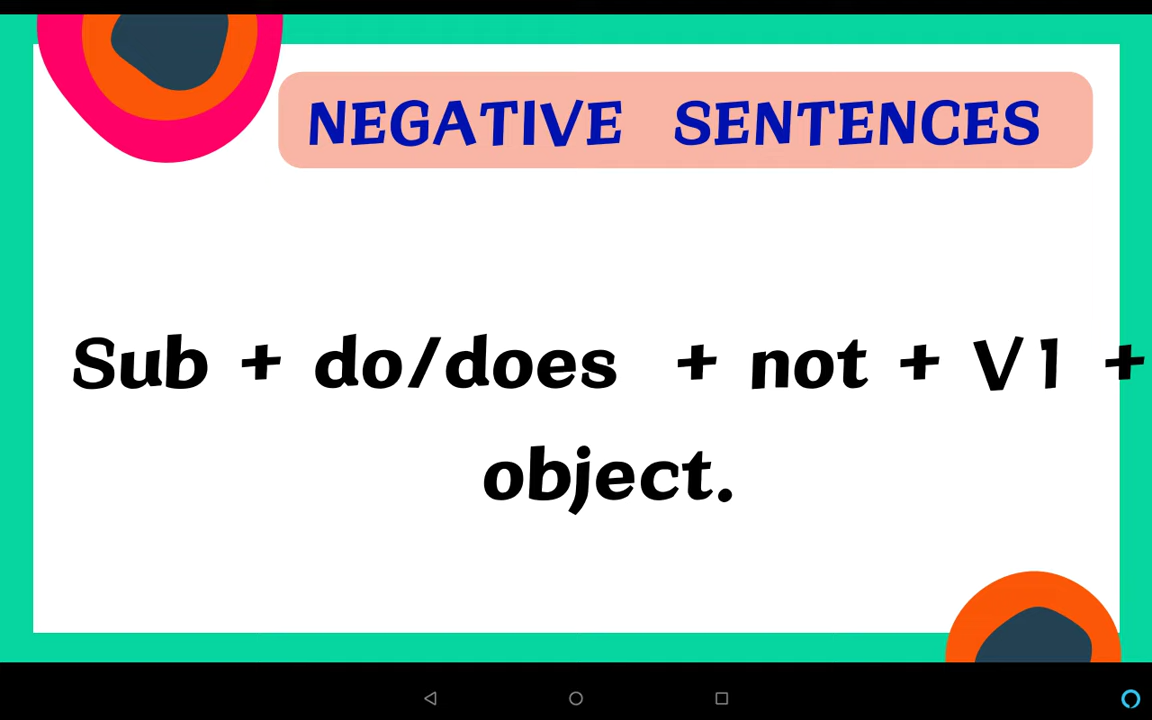 NEGATIVE SENTENCES
Sub + do/does + not + V1 +
object.